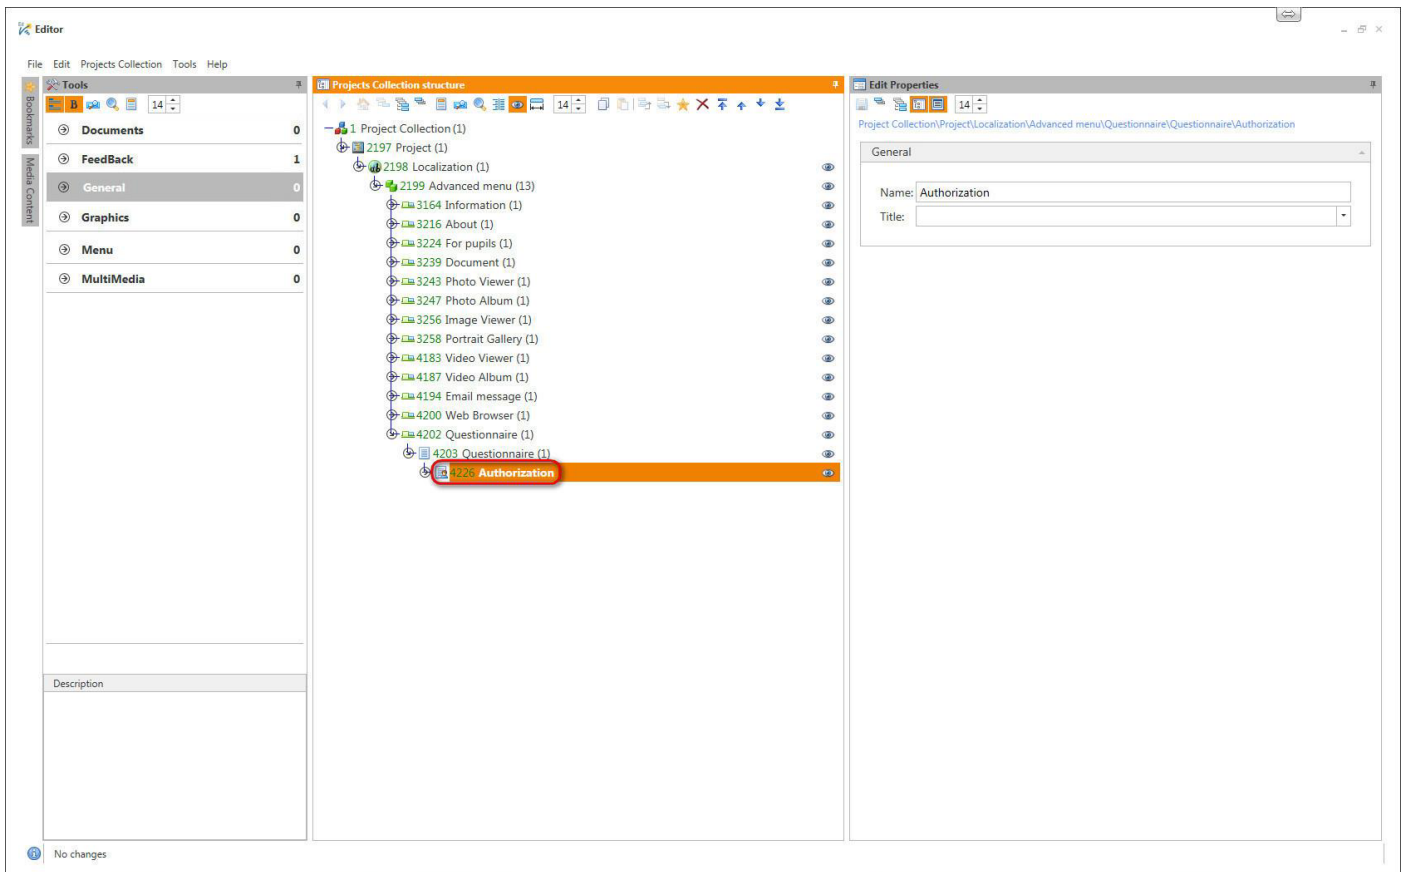 Editor
File Edit Projects Collection Tools Help
Bookmarks
Media Content
Tools
B 14
Documents 0
FeedBack 1
General 0
Graphics 0
Menu 0
MultiMedia 0
Description
Projects Collection structure
14
1 Project Collection (1)
2197 Project (1)
2198 Localization (1)
2199 Advanced menu (13)
3164 Information (1)
3216 About (1)
3224 For pupils (1)
3239 Document (1)
3243 Photo Viewer (1)
3247 Photo Album (1)
3256 Image Viewer (1)
3258 Portrait Gallery (1)
4183 Video Viewer (1)
4187 Video Album (1)
4194 Email message (1)
4200 Web Browser (1)
4202 Questionnaire (1)
4203 Questionnaire (1)
4226 Authorization
Edit Properties
14
Project Collection\Project\Localization\Advanced menu\Questionnaire\Questionnaire\Authorization
General
Name: Authorization
Title:
No changes